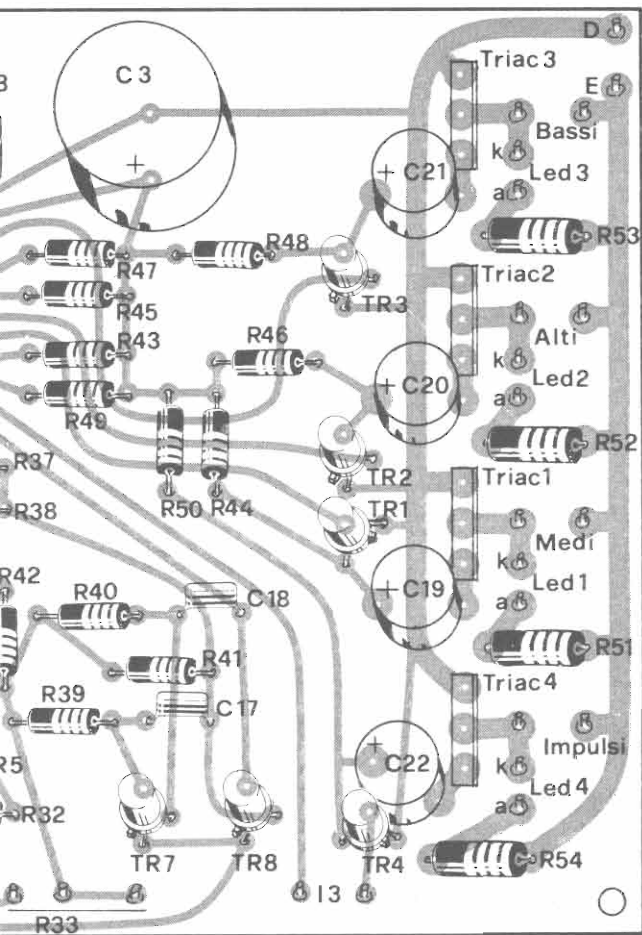 D
Triac3
C3
E
Bassi
k
Led3
+ C21
a
+
R48
R53
R47
Triac2
R45
TR3
Alti
R43
R46
k
+ C20
Led2
R49
a
R52
R37
TR2
Triac1
R50 R44
TR1
R38
Medi
k
R42
R40
C18
+ C19
Led1
a
R41
R51
R39
C17
Triac4
+
Impulsi
C22
k
R5
Led4
a
R32
TR7
TR8
TR4
R54
I3
R33